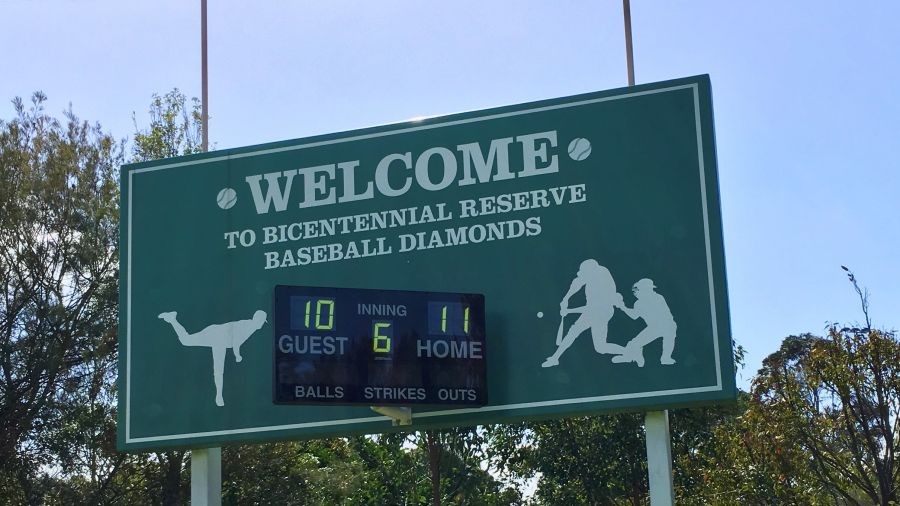 WELCOME
TO BICENTENNIAL RESERVE
BASEBALL DIAMONDS
10 INNING 11
GUEST 6 HOME
BALLS STRIKES OUTS